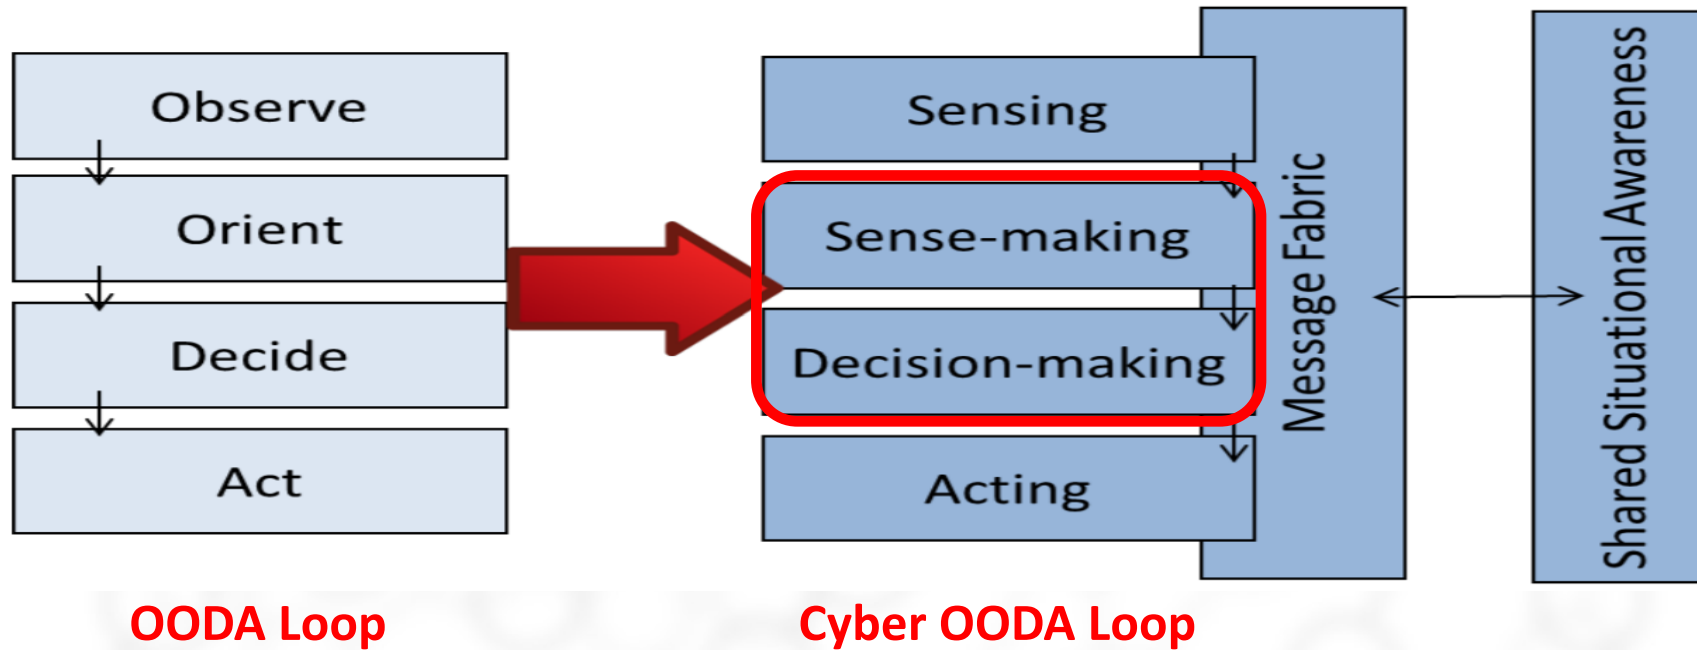 Observe
Orient
Decide
Act
OODA Loop
Sensing
Sense-making
Decision-making
Acting
Message Fabric
Shared Situational Awareness
Cyber OODA Loop